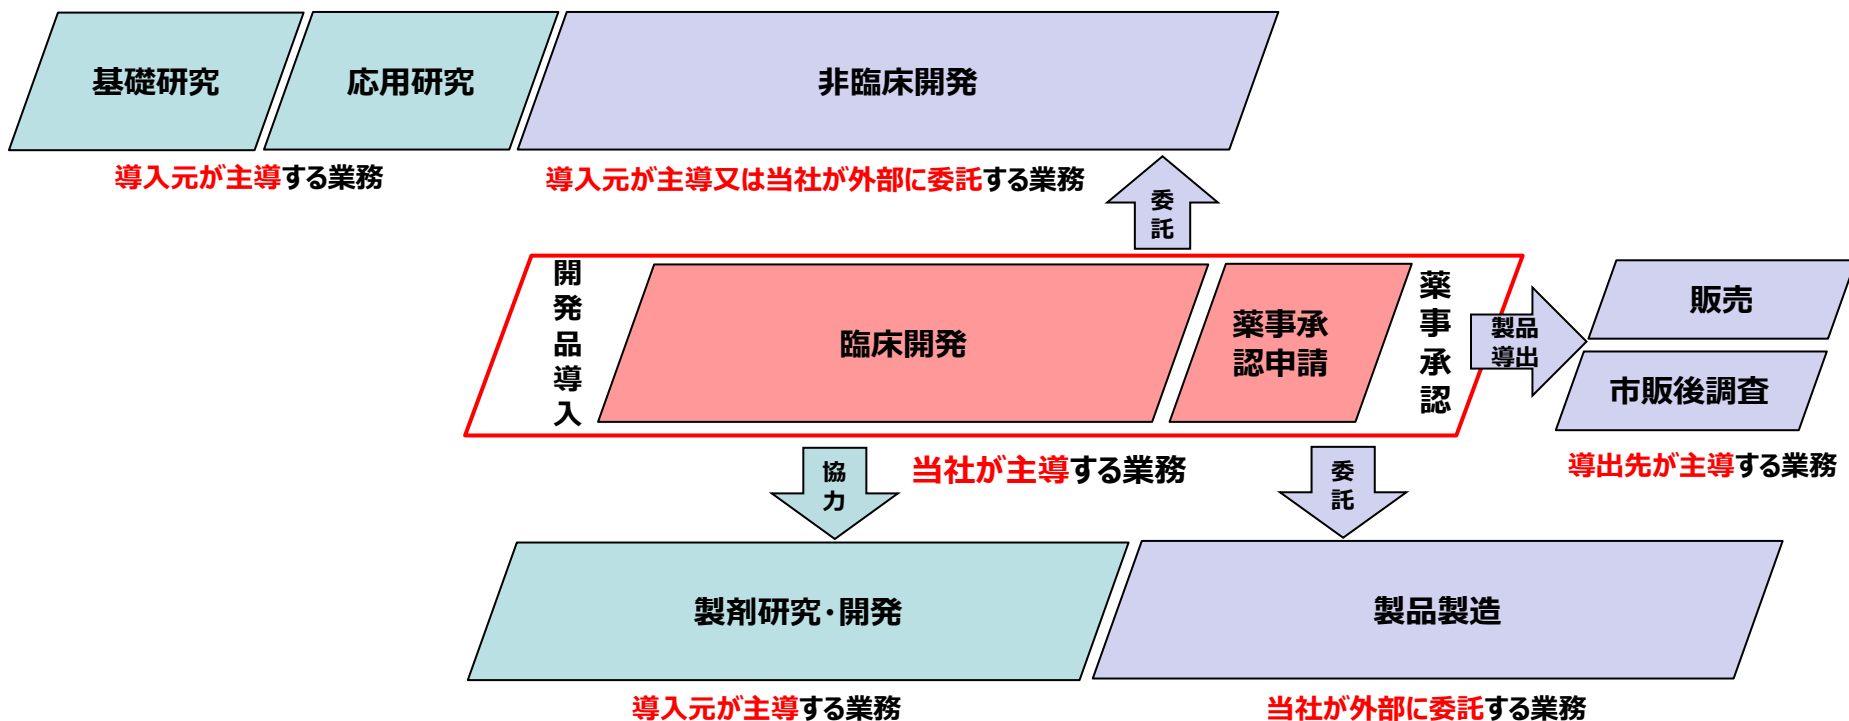 基礎研究
応用研究
非臨床開発
導入元が主導する業務
導入元が主導又は当社が外部に委託する業務
委託
開発品導入
臨床開発
薬事承
認申請
薬事承認
製品
導出
販売
市販後調査
導出先が主導する業務
協力
当社が主導する業務
委託
製剤研究・開発
製品製造
導入元が主導する業務
当社が外部に委託する業務